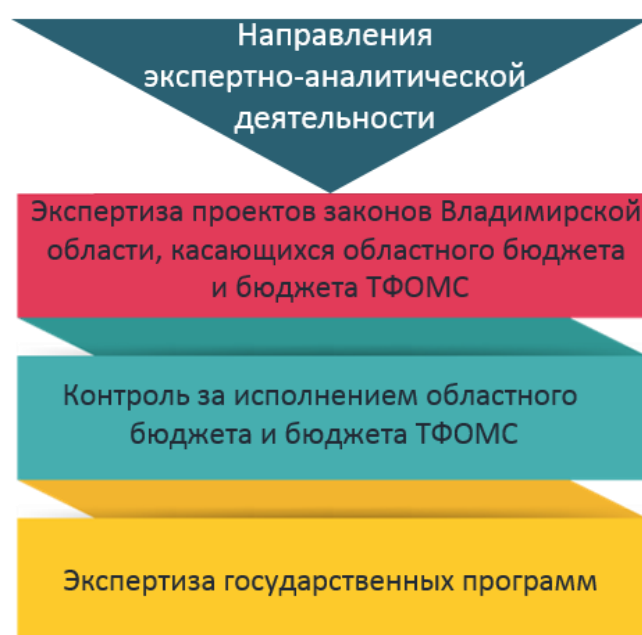 Направления
экспертно-аналитической
деятельности
Экспертиза проектов законов Владимирской
области, касающихся областного бюджета
и бюджета ТФОМС
Контроль за исполнением областного
бюджета и бюджета ТФОМС
Экспертиза государственных программ